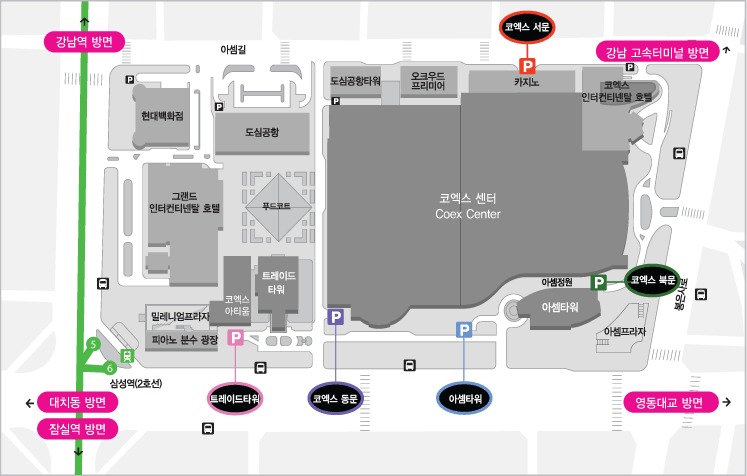 코엑스 서문
강남역 방면
아셈길
강남 고속터미널 방면
P
P
P
P
도심공항타워
오크우드
프리미어
카지노
코엑스
인터컨티넨탈 호텔
P
P
현대백화점
도심공항
그랜드
인터컨티넨탈 호텔
푸드코트
코엑스 센터
Coex Center
코엑스
아티움
트레이드
타워
아셈정원
P
코엑스 북문
봉은사로
밀레니엄프라자
피아노 분수 광장
P
P
P
아셈타워
아셈프라자
5
6
삼성역(2호선)
대치동 방면
잠실역 방면
트레이드타워
코엑스 동문
아셈타워
영동대교 방면